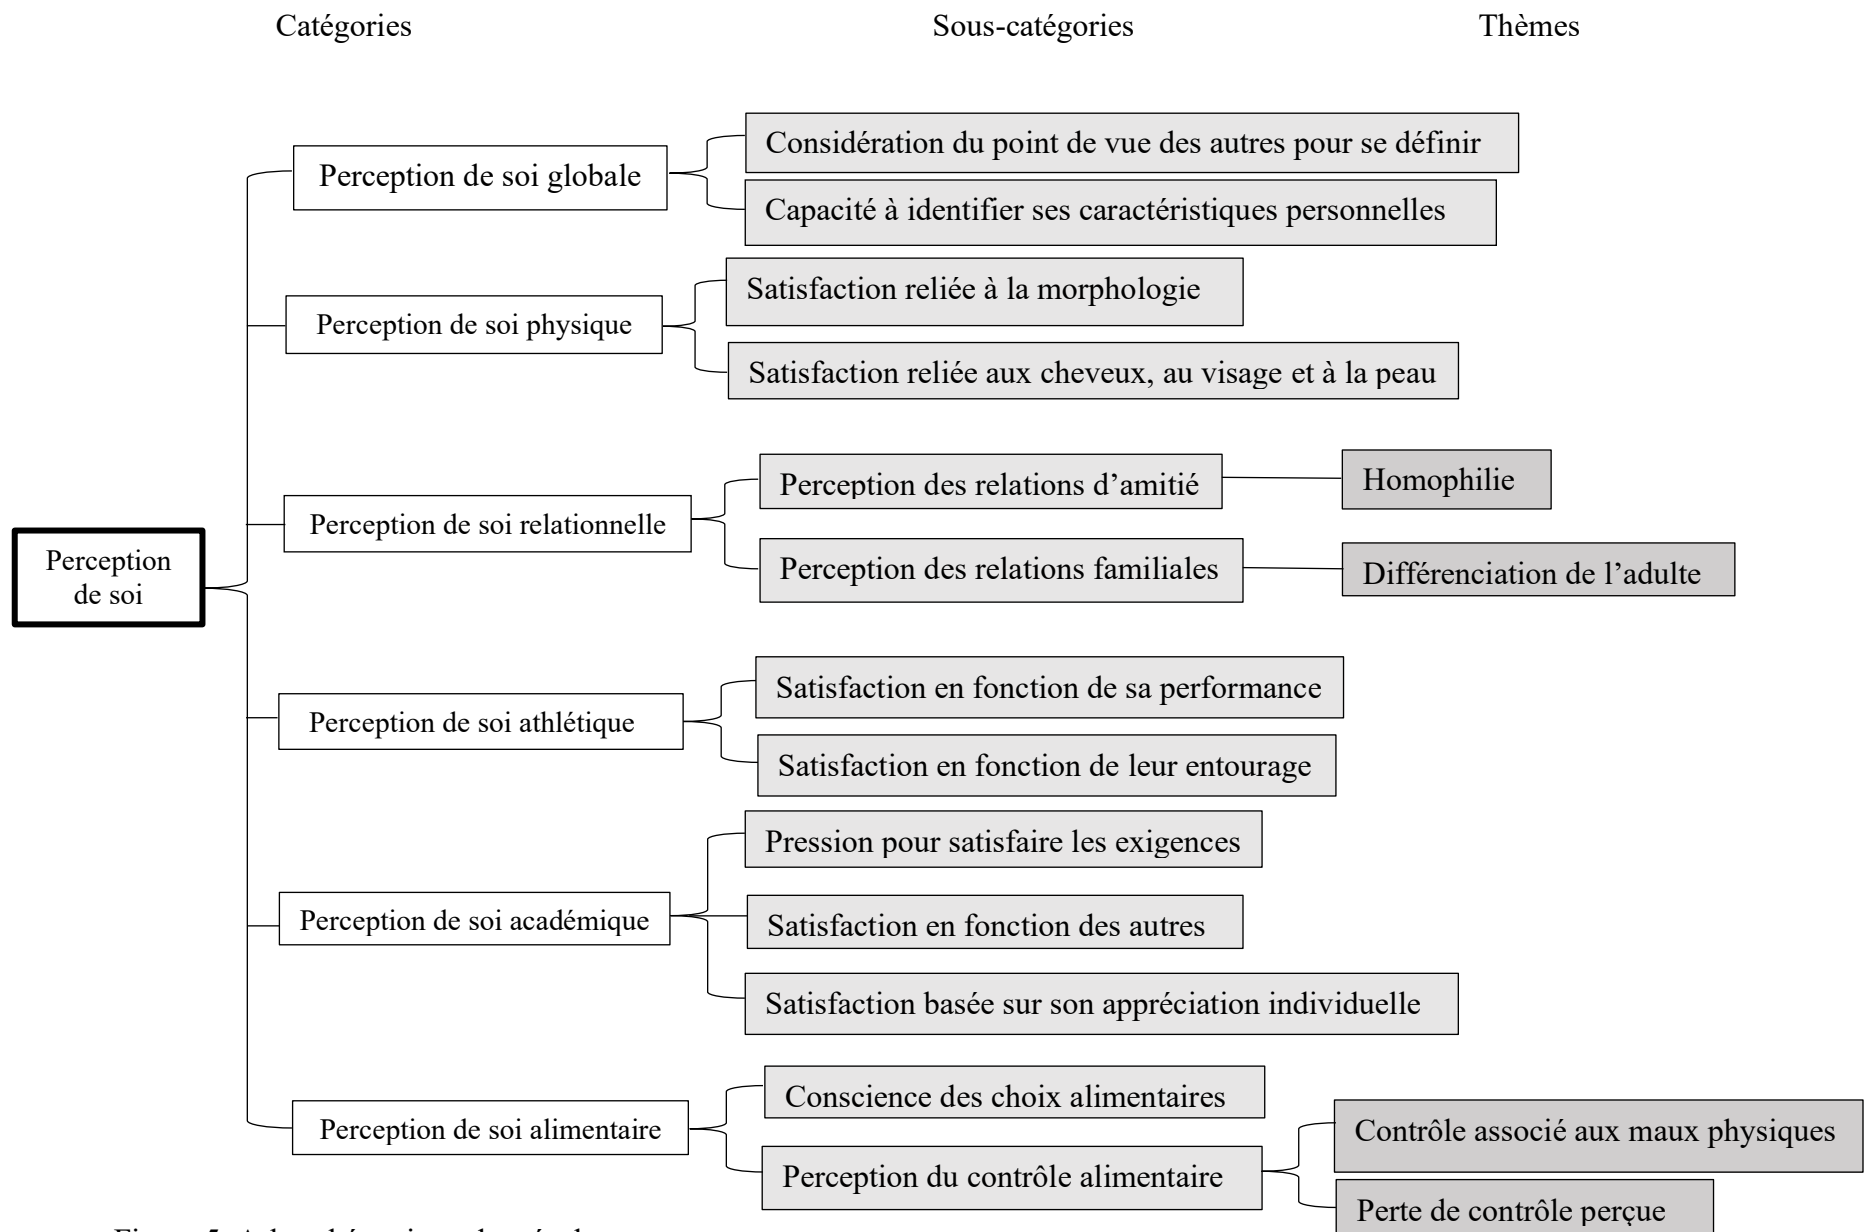 Catégories
Sous-catégories
Thèmes
Perception
de soi
Perception de soi globale
Considération du point de vue des autres pour se définir
Capacité à identifier ses caractéristiques personnelles
Perception de soi physique
Satisfaction reliée à la morphologie
Satisfaction reliée aux cheveux, au visage et à la peau
Perception de soi relationnelle
Perception des relations d’amitié
Homophilie
Perception des relations familiales
Différenciation de l’adulte
Perception de soi athlétique
Satisfaction en fonction de sa performance
Satisfaction en fonction de leur entourage
Perception de soi académique
Pression pour satisfaire les exigences
Satisfaction en fonction des autres
Satisfaction basée sur son appréciation individuelle
Perception de soi alimentaire
Conscience des choix alimentaires
Perception du contrôle alimentaire
Contrôle associé aux maux physiques
Perte de contrôle perçue